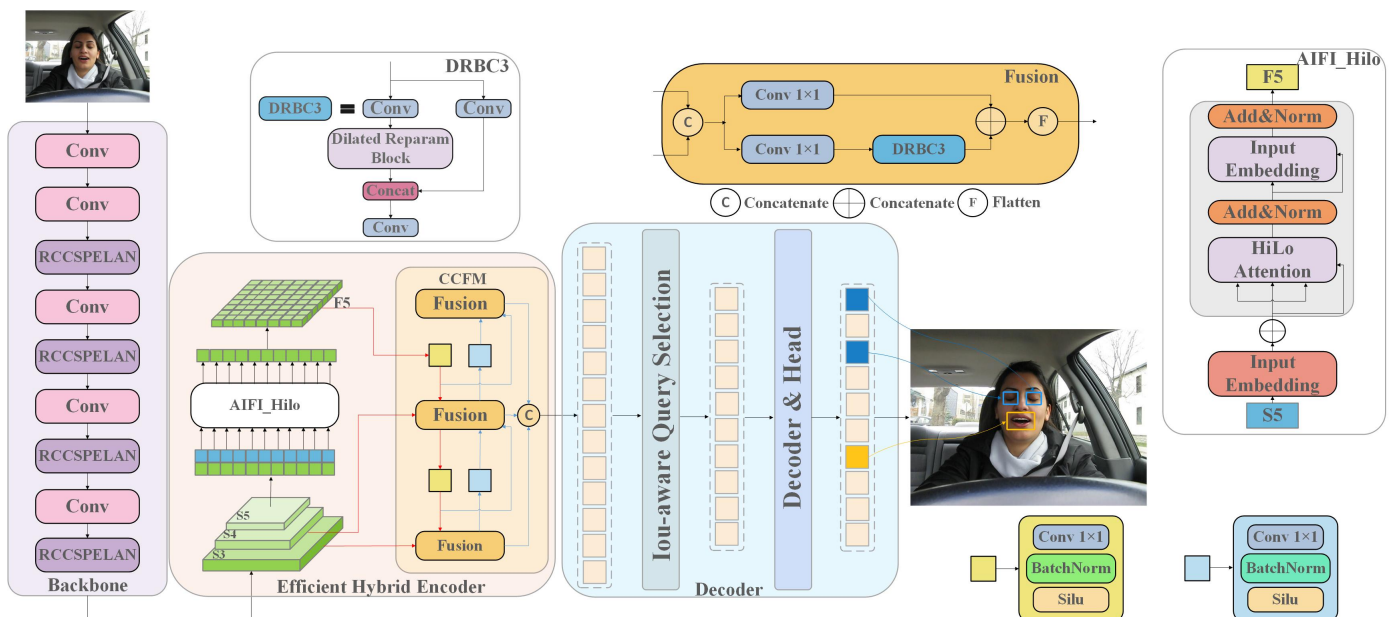 Conv
Conv
RCCSPELAN
Conv
RCCSPELAN
Conv
RCCSPELAN
Conv
RCCSPELAN
Backbone
DRBC3
DRBC3
=
Conv
Conv
Dilated Reparam
Block
Concat
Conv
F5
AIFI_Hilo
S5
S4
S3
Efficient Hybrid Encoder
CCFM
Fusion
Fusion
Fusion
C
Fusion
C
Conv 1×1
Conv 1×1
DRBC3
F
C Concatenate
Concatenate
F Flatten
Iou-aware Query Selection
Decoder & Head
Decoder
AIFI_Hilo
F5
Add&Norm
Input
Embedding
Add&Norm
HiLo
Attention
Input
Embedding
S5
Conv 1×1
BatchNorm
Silu
Conv 1×1
BatchNorm
Silu